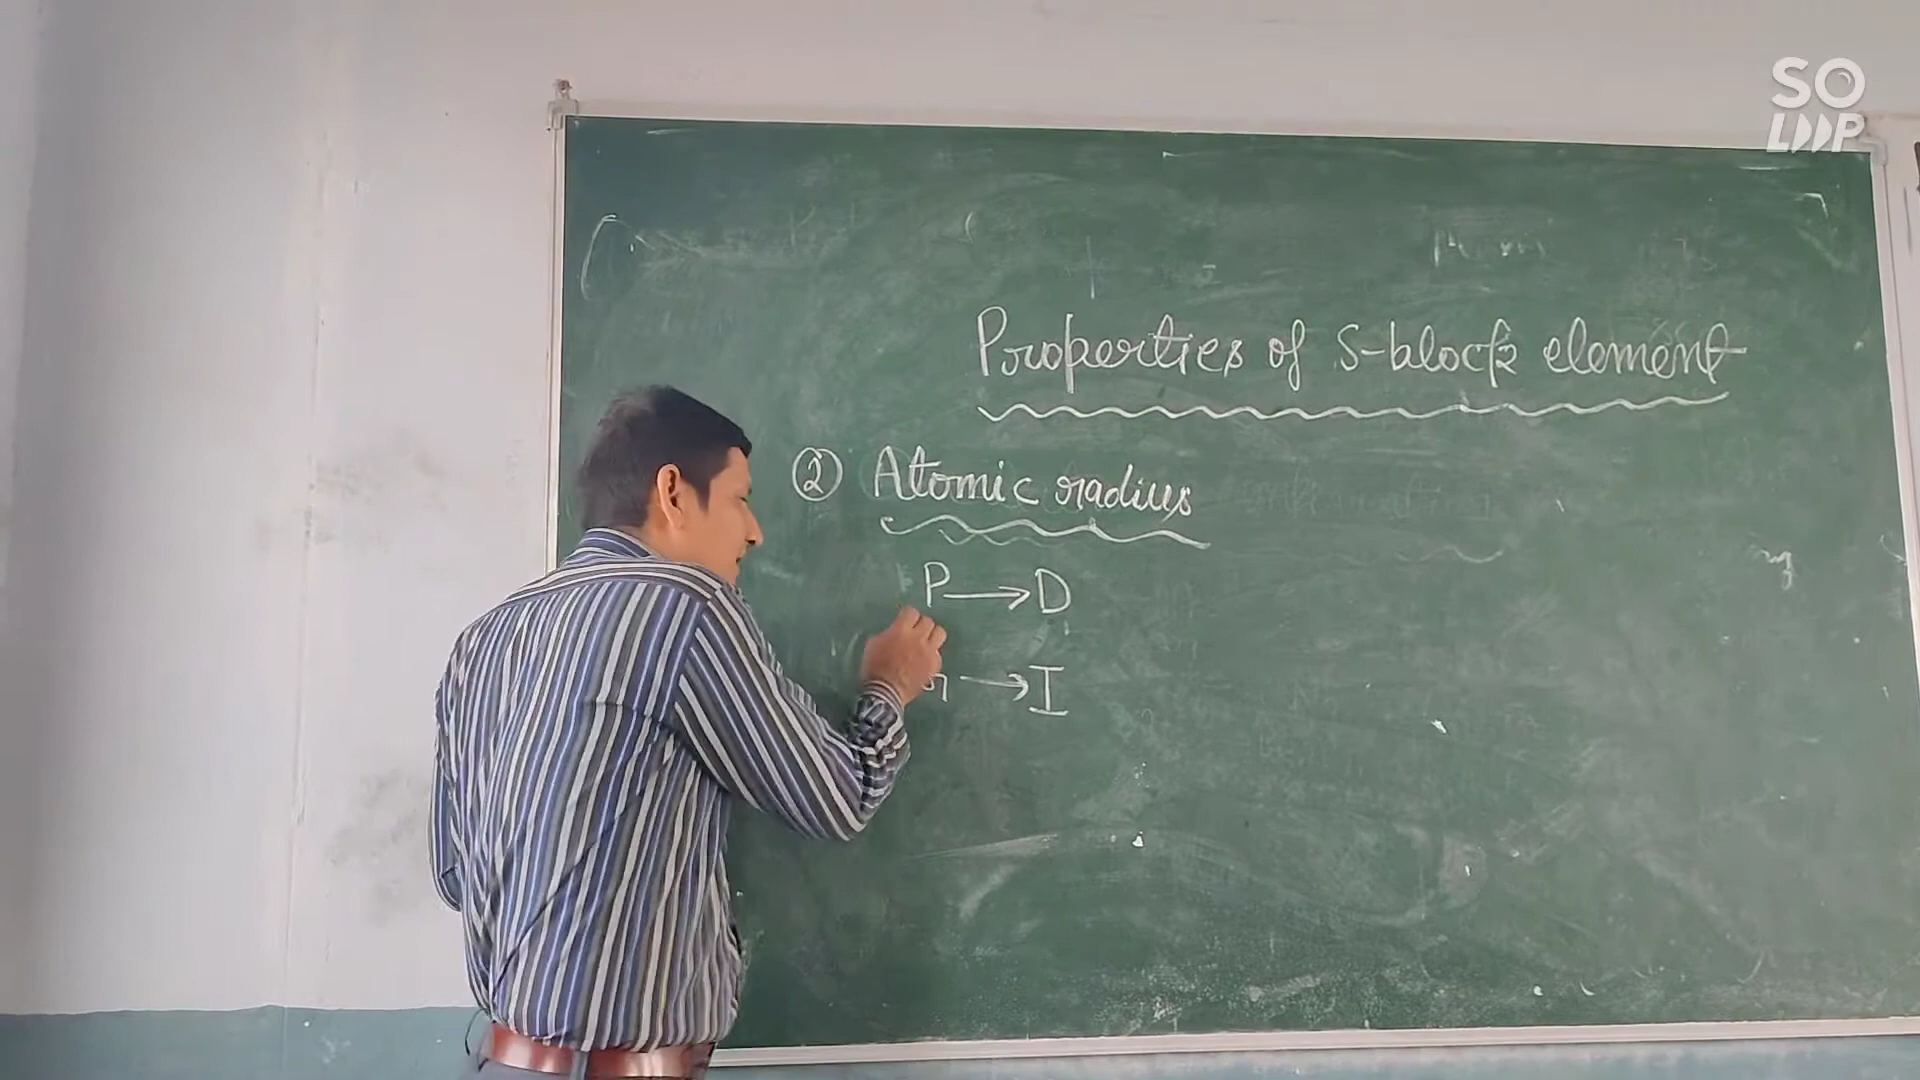 SO
LOOP
Properties of S-block element
② Atomic radius
P → D
→ I